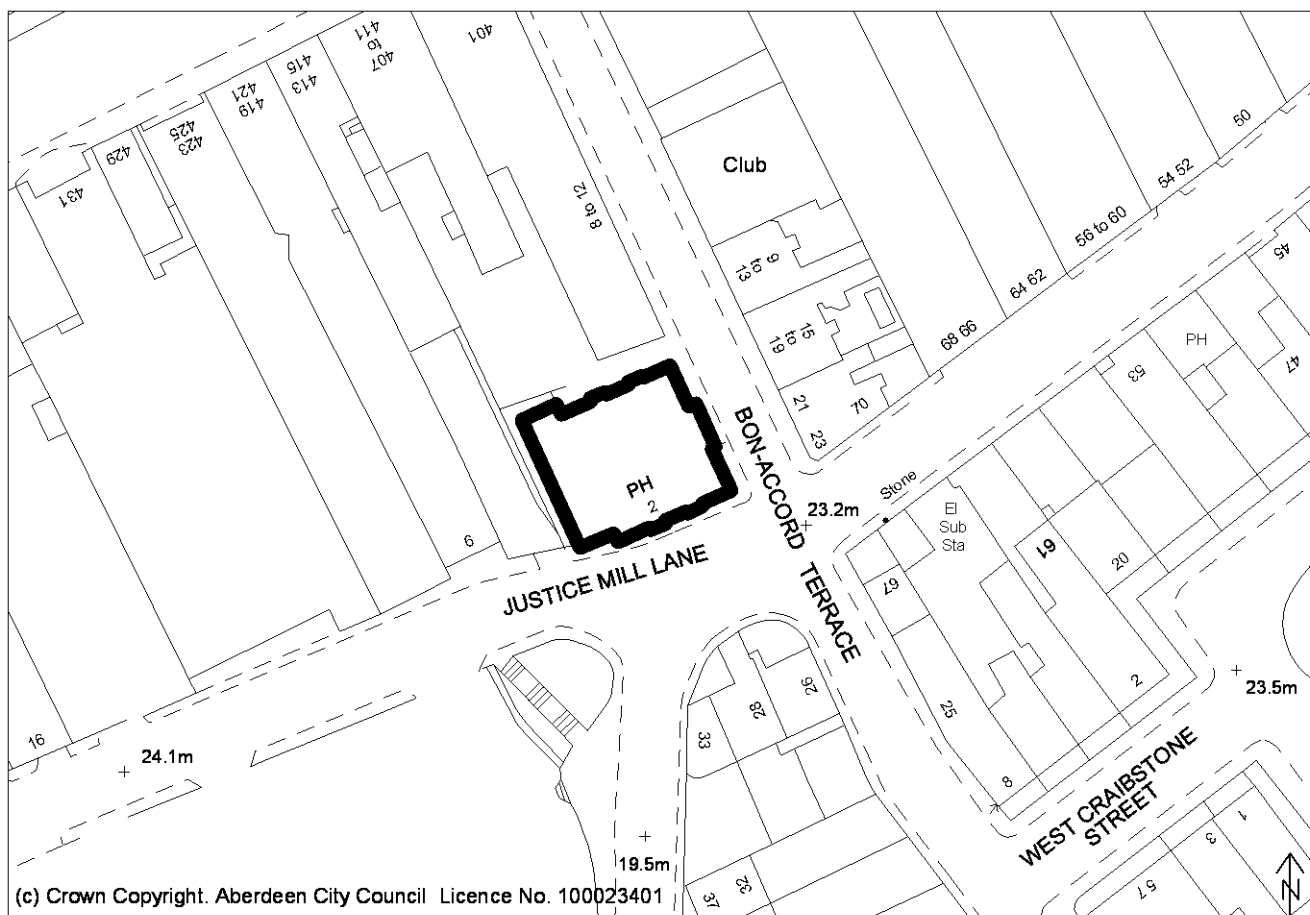 401
411
to
407
415
413
421
419
425
423
429
431
8 to 12
Club
50
54 52
56 to 60
64 62
68 66
45
9
to
13
15
to
19
21
23
70
PH
53
47
BON-ACCORD TERRACE
PH
2
Stone
23.2m
El
Sub
Sta
61
20
67
6
JUSTICE MILL LANE
16
24.1m
26
28
33
25
2
8
23.5m
WEST CRAIBSTONE
STREET
1
3
57
19.5m
37
32
N
(c) Crown Copyright. Aberdeen City Council Licence No. 100023401